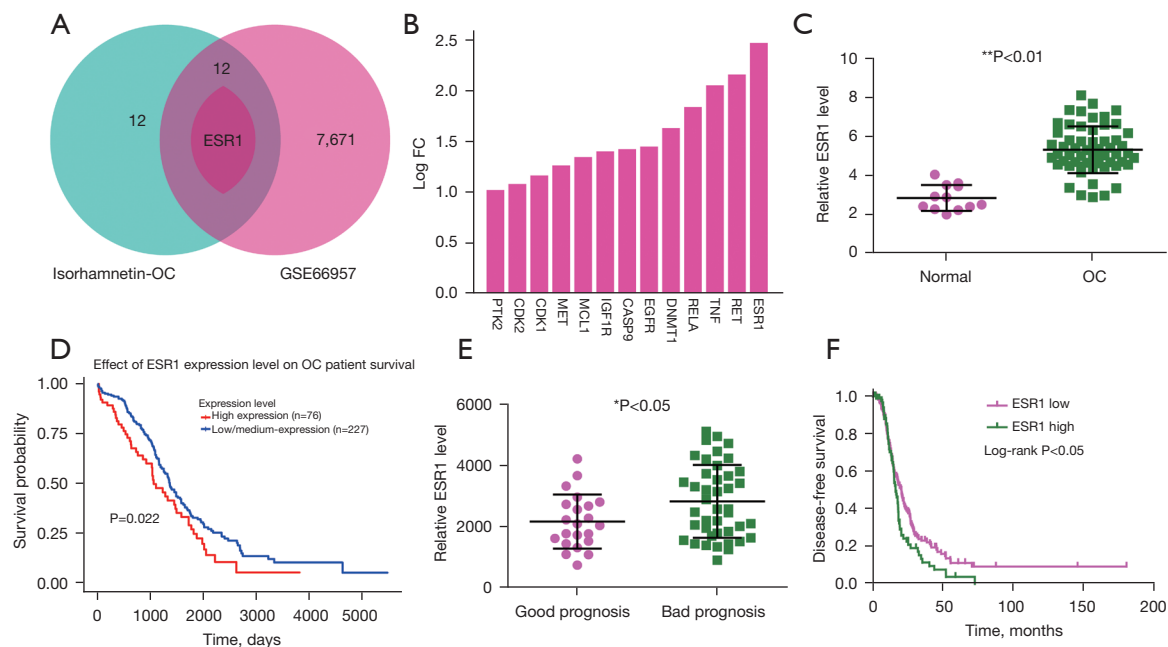 A
12
12
ESR1
7,671
Isorhamnetin-OC
GSE66957
B
Log FC
2.5
2.0
1.5
1.0
0.5
0.0
PTK2
CDK2
CDK1
MET
MCL1
IGF1R
CASP9
EGFR
DNMT1
RELA
TNF
RET
ESR1
C
**P<0.01
Relative ESR1 level
10
8
6
4
2
0
Normal
OC
D
Effect of ESR1 expression level on OC patient survival
Expression level
High expression (n=76)
Low/medium-expression (n=227)
P=0.022
Survival probability
1.00
0.75
0.50
0.25
0.00
0
1000
2000
3000
4000
5000
Time, days
E
*P<0.05
Relative ESR1 level
6000
4000
2000
0
Good prognosis
Bad prognosis
F
ESR1 low
ESR1 high
Log-rank P<0.05
Disease-free survival
1.0
0.8
0.6
0.4
0.2
0.0
0
50
100
150
200
Time, months